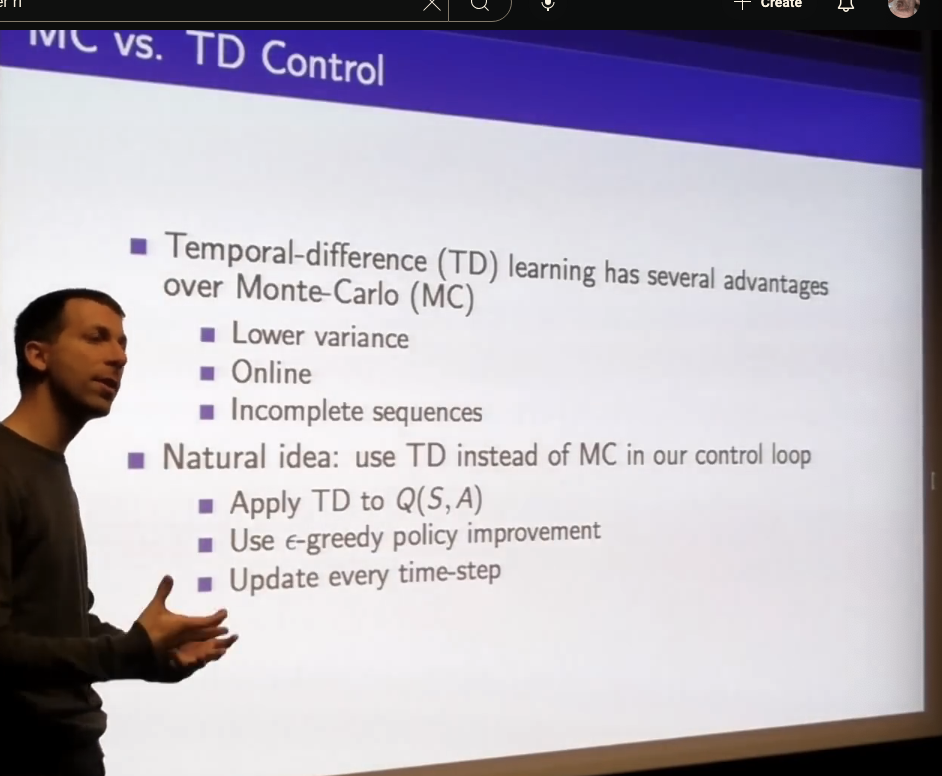 Create
MC vs. TD Control
Temporal-difference (TD) learning has several advantages
over Monte-Carlo (MC)
Lower variance
Online
Incomplete sequences
Natural idea: use TD instead of MC in our control loop
Apply TD to Q(S, A)
Use ϵ-greedy policy improvement
Update every time-step